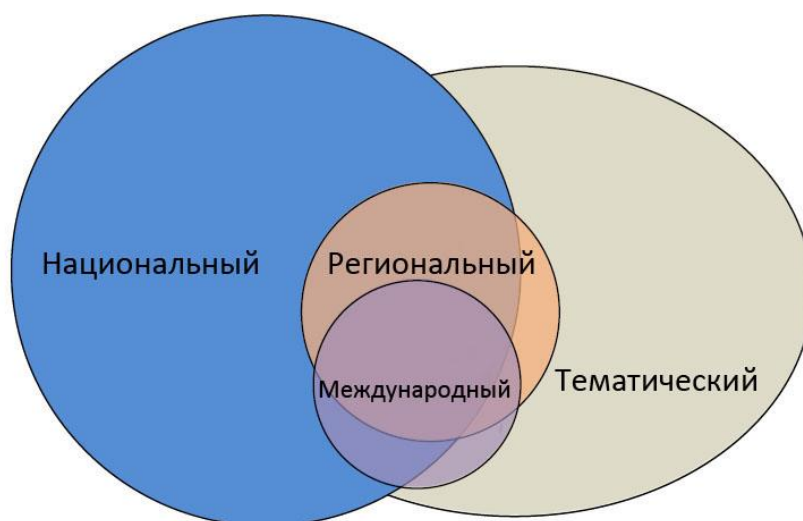 Национальный
Региональный
Международный
Тематический